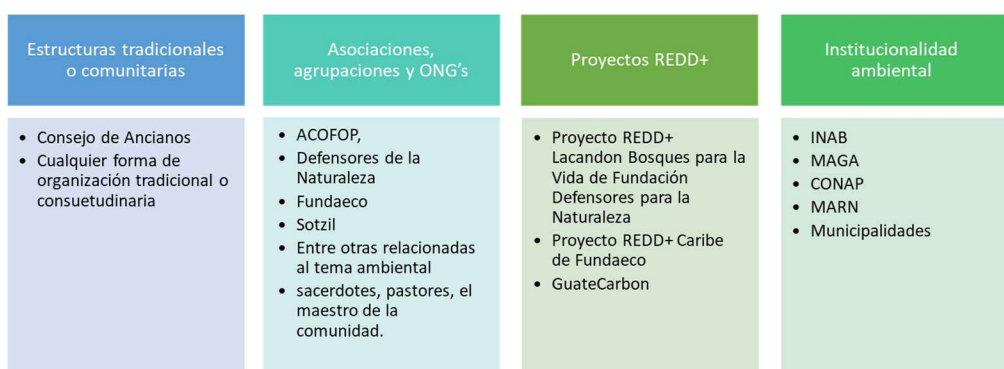 Estructuras tradicionales
o comunitarias
• Consejo de Ancianos
• Cualquier forma de
organización tradicional o
consuetudinaria
Asociaciones,
agrupaciones y ONG's
• ACOFOP,
• Defensores de la
Naturaleza
• Fundaeco
• Sotzil
• Entre otras relacionadas
al tema ambiental
• sacerdotes, pastores, el
maestro de la
comunidad.
Proyectos REDD+
• Proyecto REDD+
Lacandon Bosques para la
Vida de Fundación
Defensores para la
Naturaleza
• Proyecto REDD+ Caribe
de Fundaeco
• GuateCarbon
Institucionalidad
ambiental
• INAB
• MAGA
• CONAP
• MARN
• Municipalidades